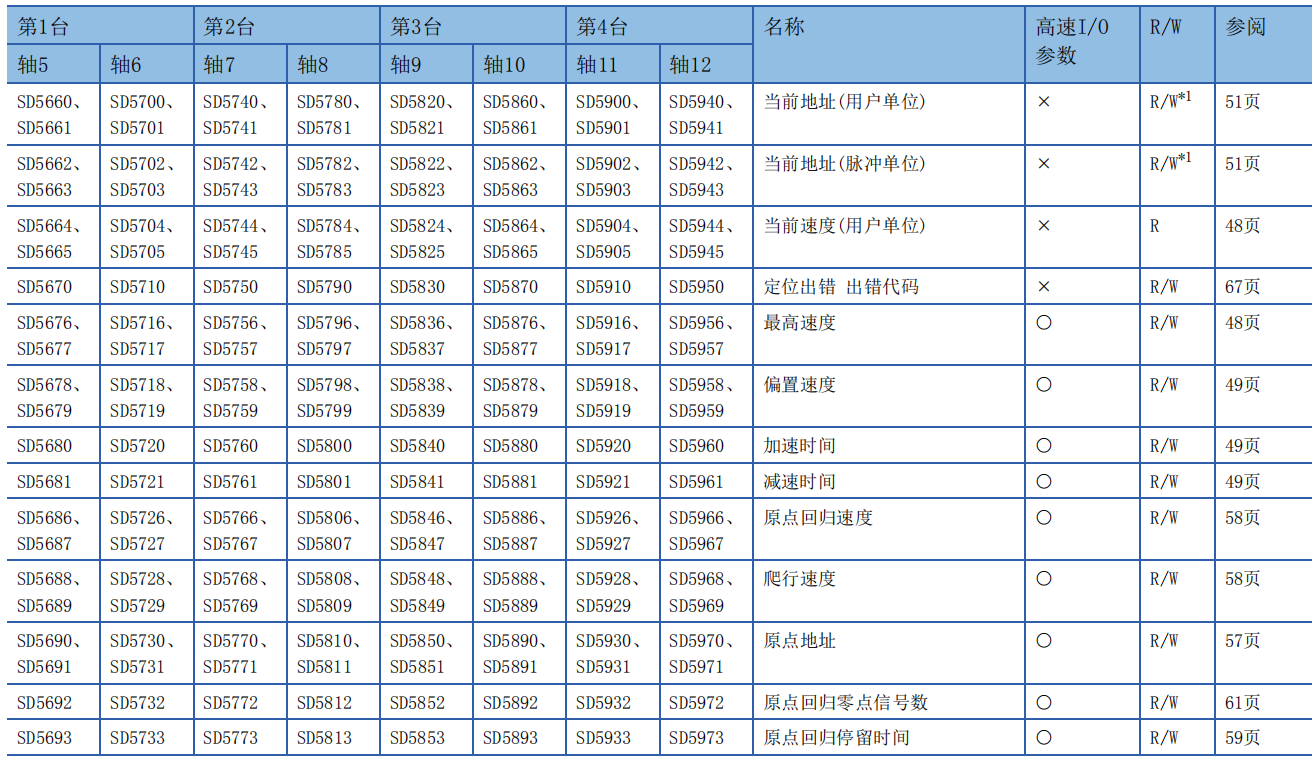 第1台 第2台 第3台 第4台 名称 高速I/O R/W 参阅
参数
轴5 轴6 轴7 轴8 轴9 轴10 轴11 轴12
SD5660、 SD5700、 SD5740、 SD5780、 SD5820、 SD5860、 SD5900、 SD5940、 当前地址(用户单位) × R/W*1 51页
SD5661 SD5701 SD5741 SD5781 SD5821 SD5861 SD5901 SD5941
SD5662、 SD5702、 SD5742、 SD5782、 SD5822、 SD5862、 SD5902、 SD5942、 当前地址(脉冲单位) × R/W*1 51页
SD5663 SD5703 SD5743 SD5783 SD5823 SD5863 SD5903 SD5943
SD5664、 SD5704、 SD5744、 SD5784、 SD5824、 SD5864、 SD5904、 SD5944、 当前速度(用户单位) × R 48页
SD5665 SD5705 SD5745 SD5785 SD5825 SD5865 SD5905 SD5945
SD5670 SD5710 SD5750 SD5790 SD5830 SD5870 SD5910 SD5950 定位出错 出错代码 × R/W 67页
SD5676、 SD5716、 SD5756、 SD5796、 SD5836、 SD5876、 SD5916、 SD5956、 最高速度 ○ R/W 48页
SD5677 SD5717 SD5757 SD5797 SD5837 SD5877 SD5917 SD5957
SD5678、 SD5718、 SD5758、 SD5798、 SD5838、 SD5878、 SD5918、 SD5958、 偏置速度 ○ R/W 49页
SD5679 SD5719 SD5759 SD5799 SD5839 SD5879 SD5919 SD5959
SD5680 SD5720 SD5760 SD5800 SD5840 SD5880 SD5920 SD5960 加速时间 ○ R/W 49页
SD5681 SD5721 SD5761 SD5801 SD5841 SD5881 SD5921 SD5961 减速时间 ○ R/W 49页
SD5686、 SD5726、 SD5766、 SD5806、 SD5846、 SD5886、 SD5926、 SD5966、 原点回归速度 ○ R/W 58页
SD5687 SD5727 SD5767 SD5807 SD5847 SD5887 SD5927 SD5967
SD5688、 SD5728、 SD5768、 SD5808、 SD5848、 SD5888、 SD5928、 SD5968、 爬行速度 ○ R/W 58页
SD5689 SD5729 SD5769 SD5809 SD5849 SD5889 SD5929 SD5969
SD5690、 SD5730、 SD5770、 SD5810、 SD5850、 SD5890、 SD5930、 SD5970、 原点地址 ○ R/W 57页
SD5691 SD5731 SD5771 SD5811 SD5851 SD5891 SD5931 SD5971
SD5692 SD5732 SD5772 SD5812 SD5852 SD5892 SD5932 SD5972 原点回归零点信号数 ○ R/W 61页
SD5693 SD5733 SD5773 SD5813 SD5853 SD5893 SD5933 SD5973 原点回归停留时间 ○ R/W 59页